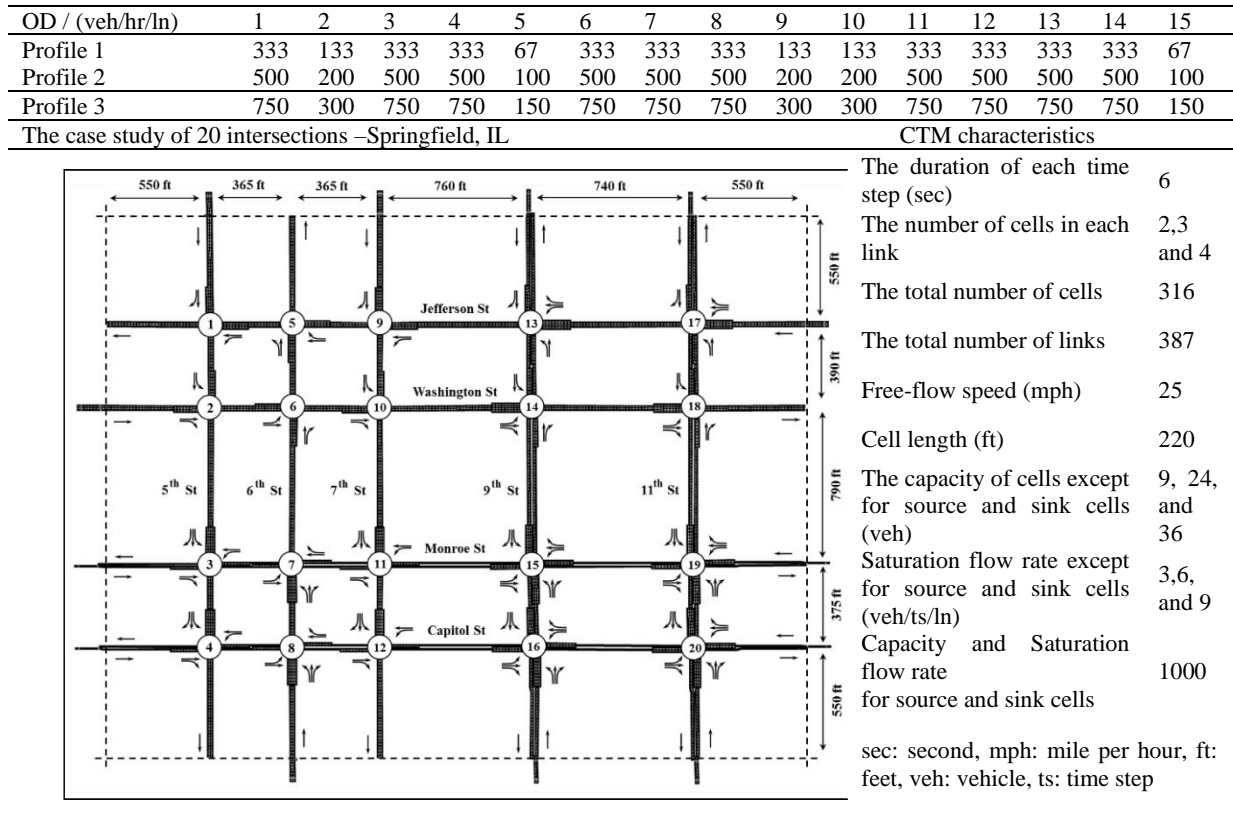 OD / (veh/hr/ln) 1 2 3 4 5 6 7 8 9 10 11 12 13 14 15
Profile 1 333 133 333 333 67 333 333 333 133 133 333 333 333 333 67
Profile 2 500 200 500 500 100 500 500 500 200 200 500 500 500 500 100
Profile 3 750 300 750 750 150 750 750 750 300 300 750 750 750 750 150
The case study of 20 intersections –Springfield, IL CTM characteristics
550 ft 365 ft 365 ft 760 ft 740 ft 550 ft
550 ft
Jefferson St
1 5 9 13 17
390 ft
Washington St
2 6 10 14 18
5th St 6th St 7th St 9th St 11th St
790 ft
Monroe St
3 7 11 15 19
375 ft
Capitol St
4 8 12 16 20
550 ft
The duration of each time
step (sec) 6
The number of cells in each
link 2,3
and 4
The total number of cells 316
The total number of links 387
Free-flow speed (mph) 25
Cell length (ft) 220
The capacity of cells except
for source and sink cells
(veh) 9, 24,
and
36
Saturation flow rate except
for source and sink cells
(veh/ts/ln) 3,6,
and 9
Capacity and Saturation
flow rate
for source and sink cells 1000
sec: second, mph: mile per hour, ft:
feet, veh: vehicle, ts: time step